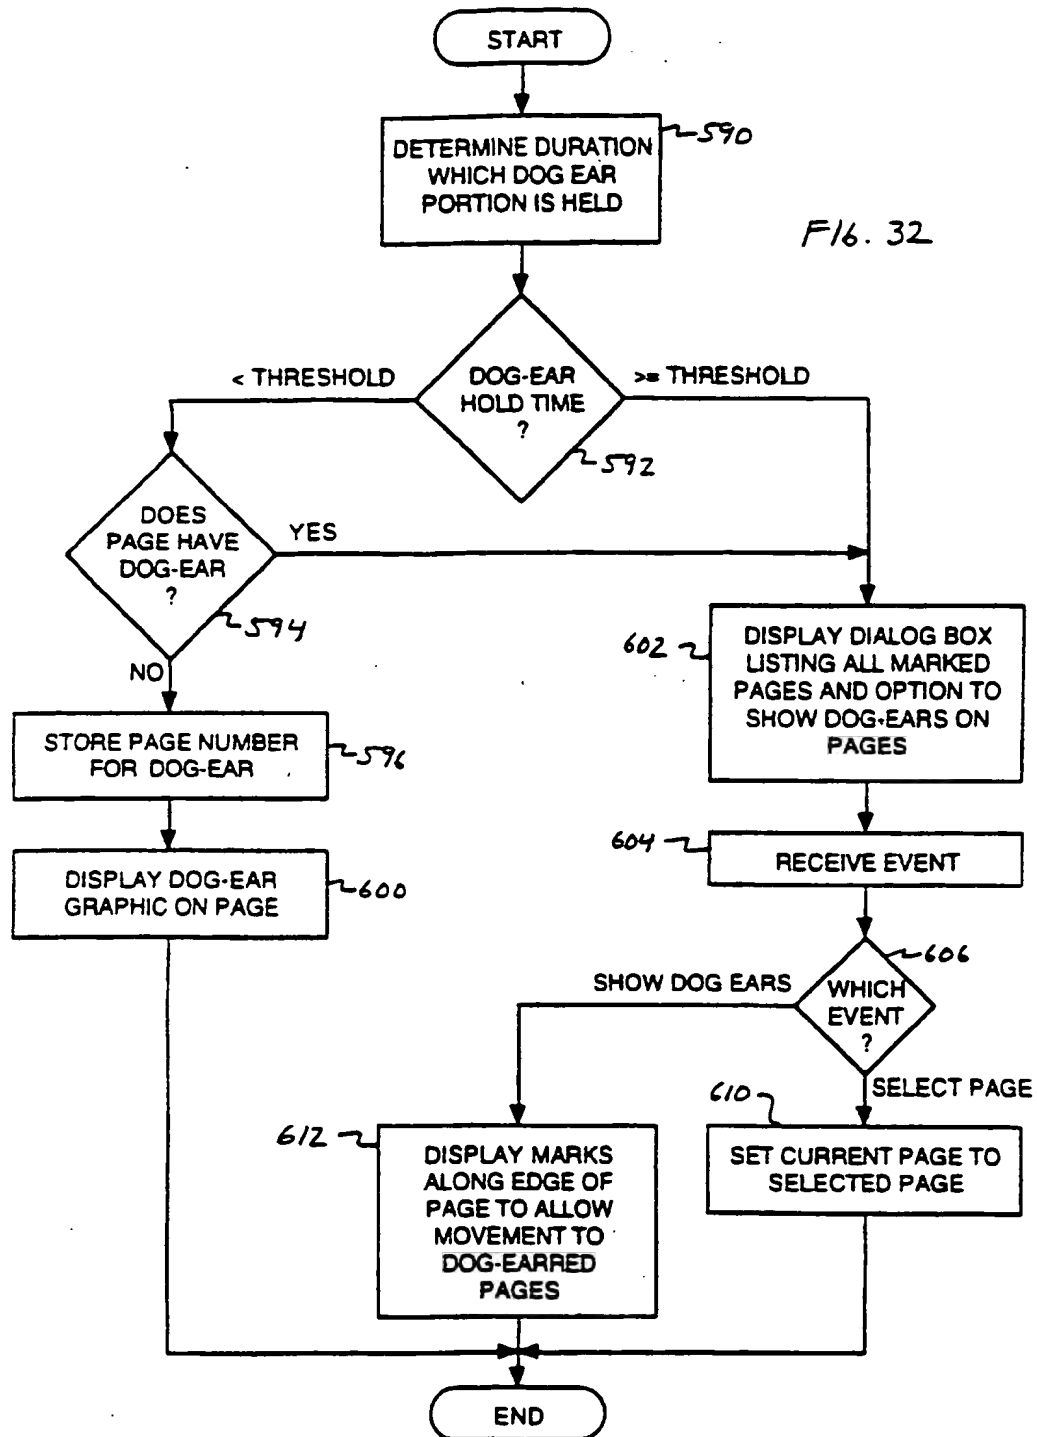 START
DETERMINE DURATION
WHICH DOG EAR
PORTION IS HELD
590
FIG. 32
< THRESHOLD
DOG-EAR
HOLD TIME
?
>= THRESHOLD
592
DOES
PAGE HAVE
DOG-EAR
?
YES
594
NO
602
DISPLAY DIALOG BOX
LISTING ALL MARKED
PAGES AND OPTION TO
SHOW DOG-EARS ON
PAGES
STORE PAGE NUMBER
FOR DOG-EAR
596
604
RECEIVE EVENT
DISPLAY DOG-EAR
GRAPHIC ON PAGE
600
606
SHOW DOG EARS
WHICH
EVENT
?
SELECT PAGE
610
612
DISPLAY MARKS
ALONG EDGE OF
PAGE TO ALLOW
MOVEMENT TO
DOG-EARRED
PAGES
SET CURRENT PAGE TO
SELECTED PAGE
END